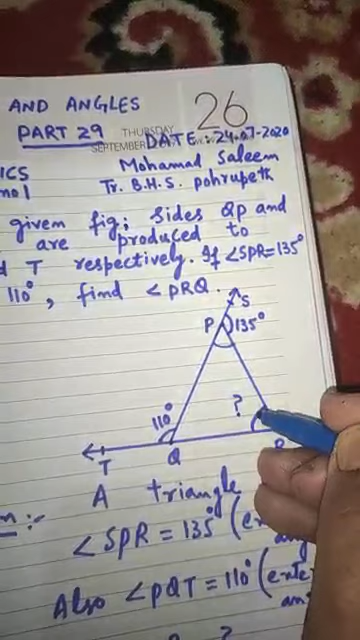 AND ANGLES
26
PART 29 THURSDAY
SEPTEMBER DATE: 24-07-2020
Mohamad Saleem
Tr. B.H.S. Pohrupeth
given fig; Sides QP and
are produced to
T respectively. If ∠SPR=135°
110°, find ∠PRQ.
S
P 135°
?
110°
T Q
A triangle
∠SPR = 135°
Also ∠PQT = 110°